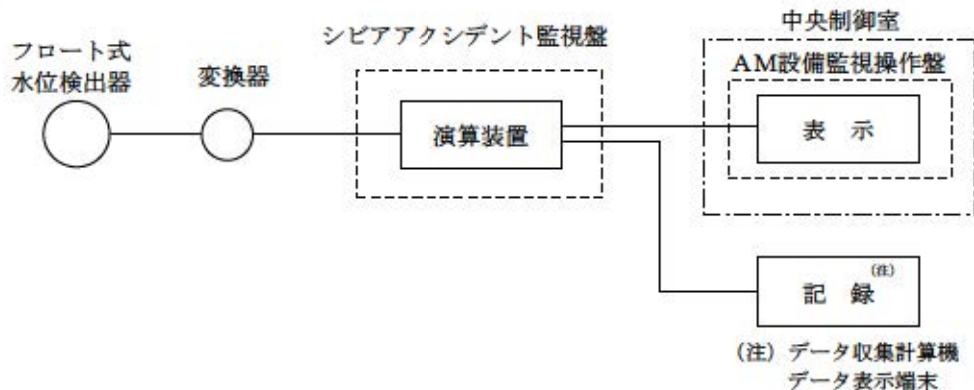 中央制御室
シビアアクシデント監視盤
フロート式
水位検出器
変換器
AM設備監視操作盤
演算装置
表 示
記 録(注)
(注) データ収集計算機
データ表示端末